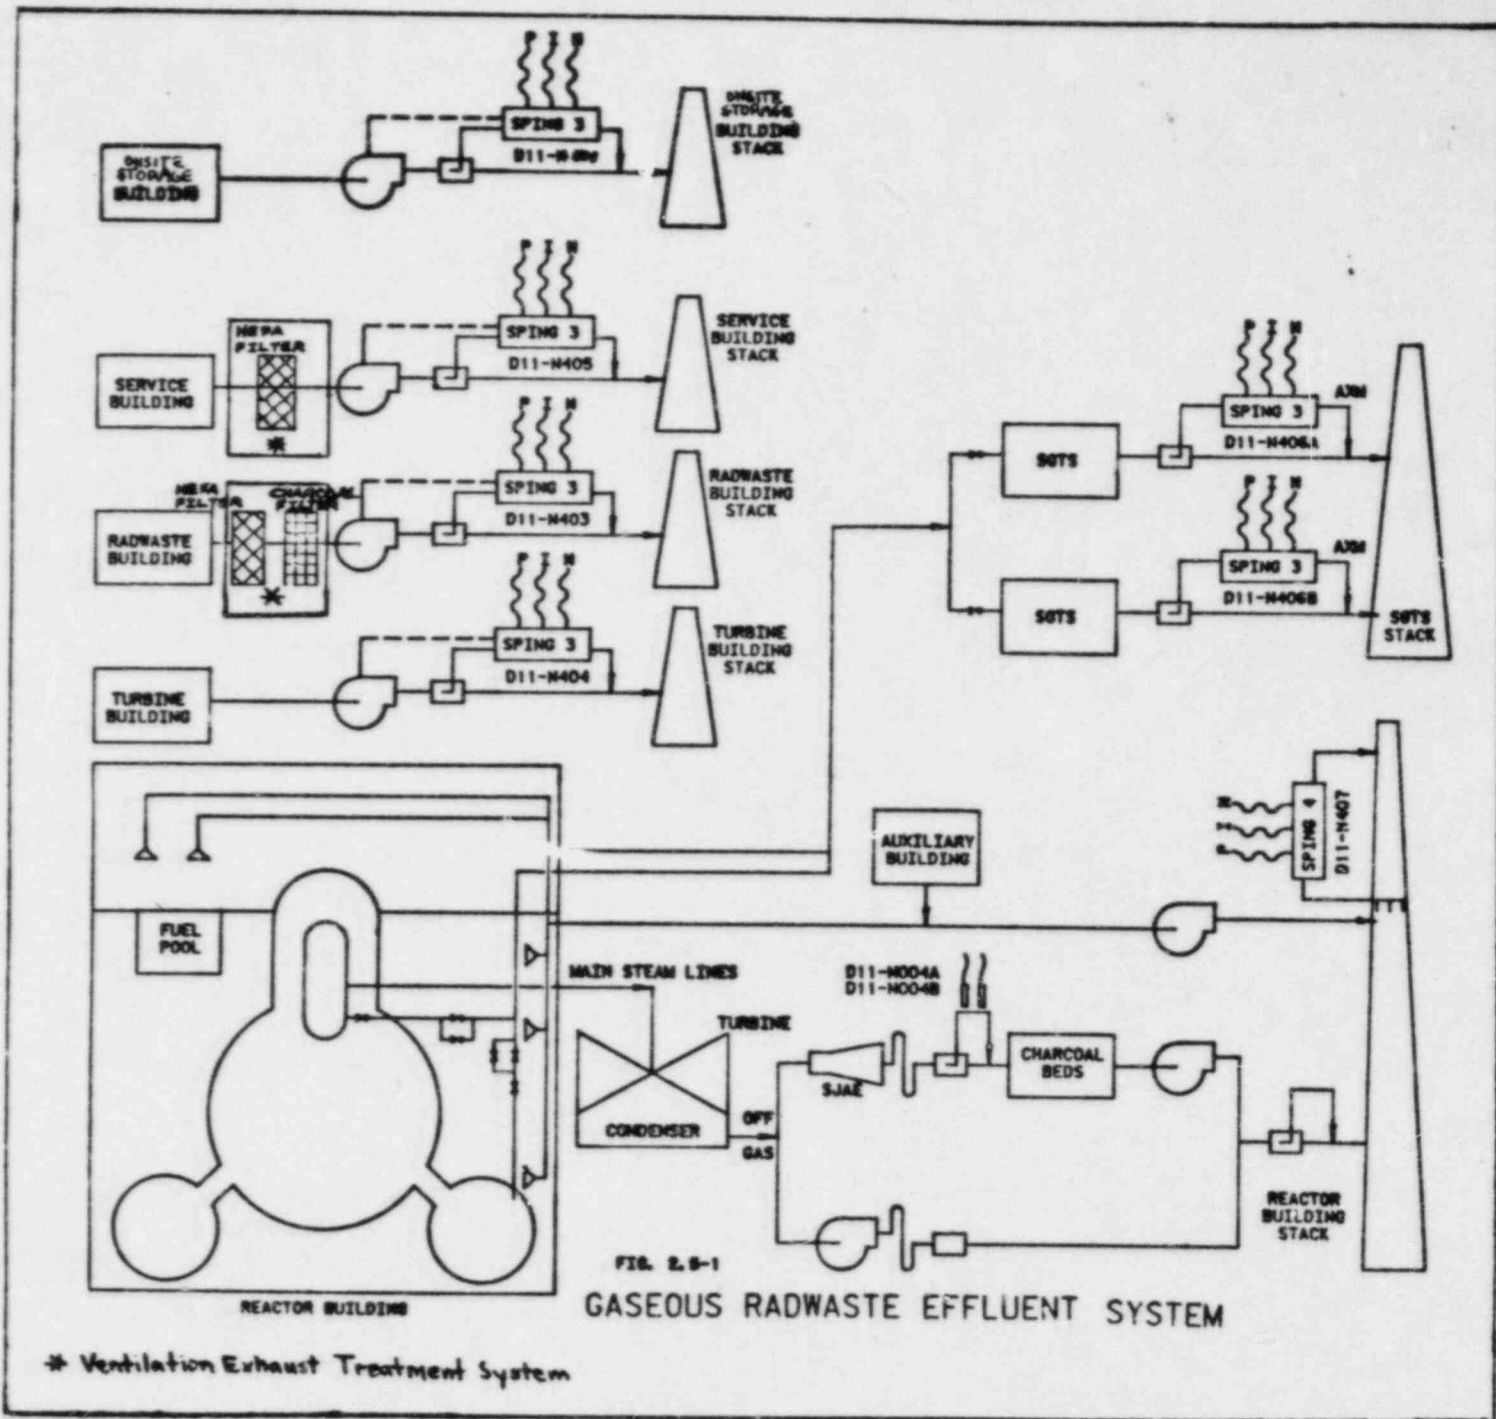 P I N
ONSITE
STORAGE
BUILDING
STACK
SPING 3
ONSITE
STORAGE
BUILDING
P I N
SERVICE
BUILDING
STACK
HEPA
FILTER
SPING 3
D11-N405
SERVICE
BUILDING
*
P I N
RADWASTE
BUILDING
STACK
HEPA
FILTER
CHARCOAL
FILTER
SPING 3
D11-N403
RADWASTE
BUILDING
*
P I N
TURBINE
BUILDING
STACK
SPING 3
D11-N404
TURBINE
BUILDING
P I N
AXM
SPING 3
D11-N406A
SGTS
P I N
AXM
SPING 3
D11-N406B
SGTS
SGTS
STACK
N
I
P
SPING 4
D11-N407
AUXILIARY
BUILDING
FUEL
POOL
MAIN STEAM LINES
D11-N004A
D11-N004B
TURBINE
CHARCOAL
BEDS
SJAE
CONDENSER
OFF
GAS
REACTOR
BUILDING
STACK
FIG. 2.5-1
REACTOR BUILDING
GASEOUS RADWASTE EFFLUENT SYSTEM
* Ventilation Exhaust Treatment System